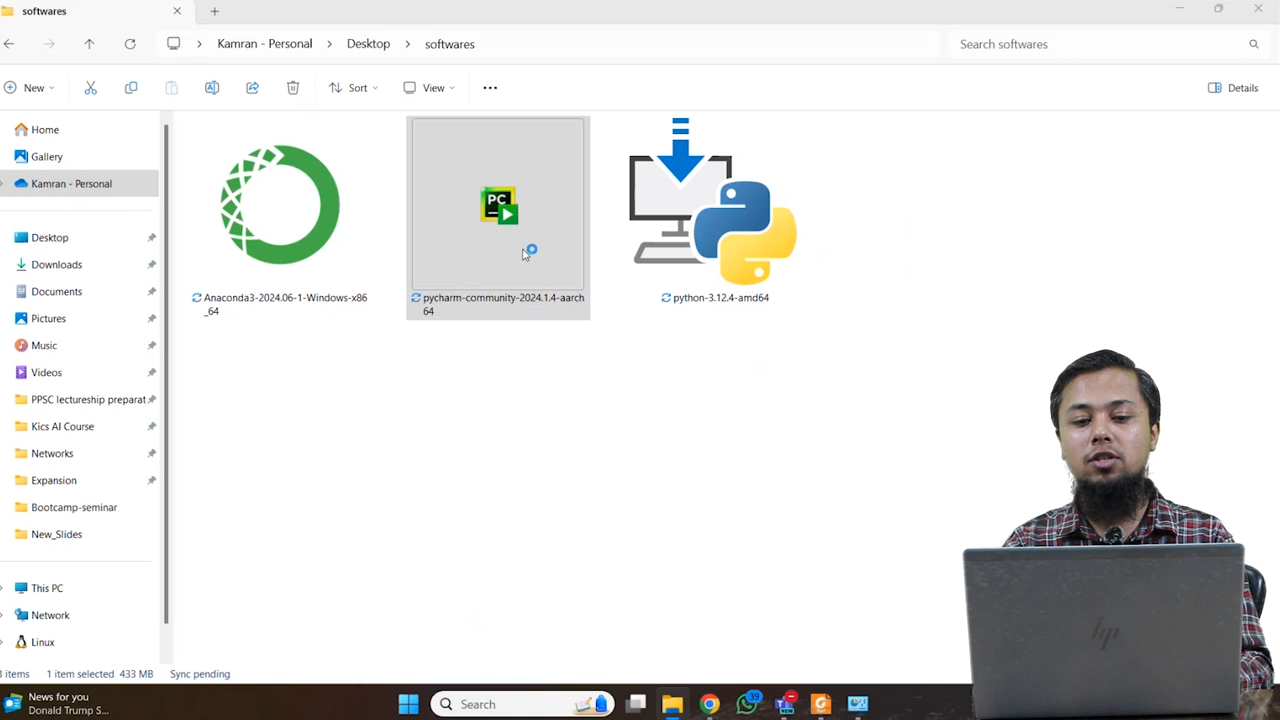 softwares
Kamran - Personal > Desktop > softwares
Search softwares
New
Sort
View
Details
Home
Gallery
Kamran - Personal
Desktop
Downloads
Documents
Pictures
Music
Videos
PPSC lectureship preparat
Kics AI Course
Networks
Expansion
Bootcamp-seminar
New_Slides
This PC
Network
Linux
Anaconda3-2024.06-1-Windows-x86
_64
PC
pycharm-community-2024.1.4-aarch
64
python-3.12.4-amd64
3 items 1 item selected 433 MB Sync pending
News for you
Donald Trump S...
Search
39
hp